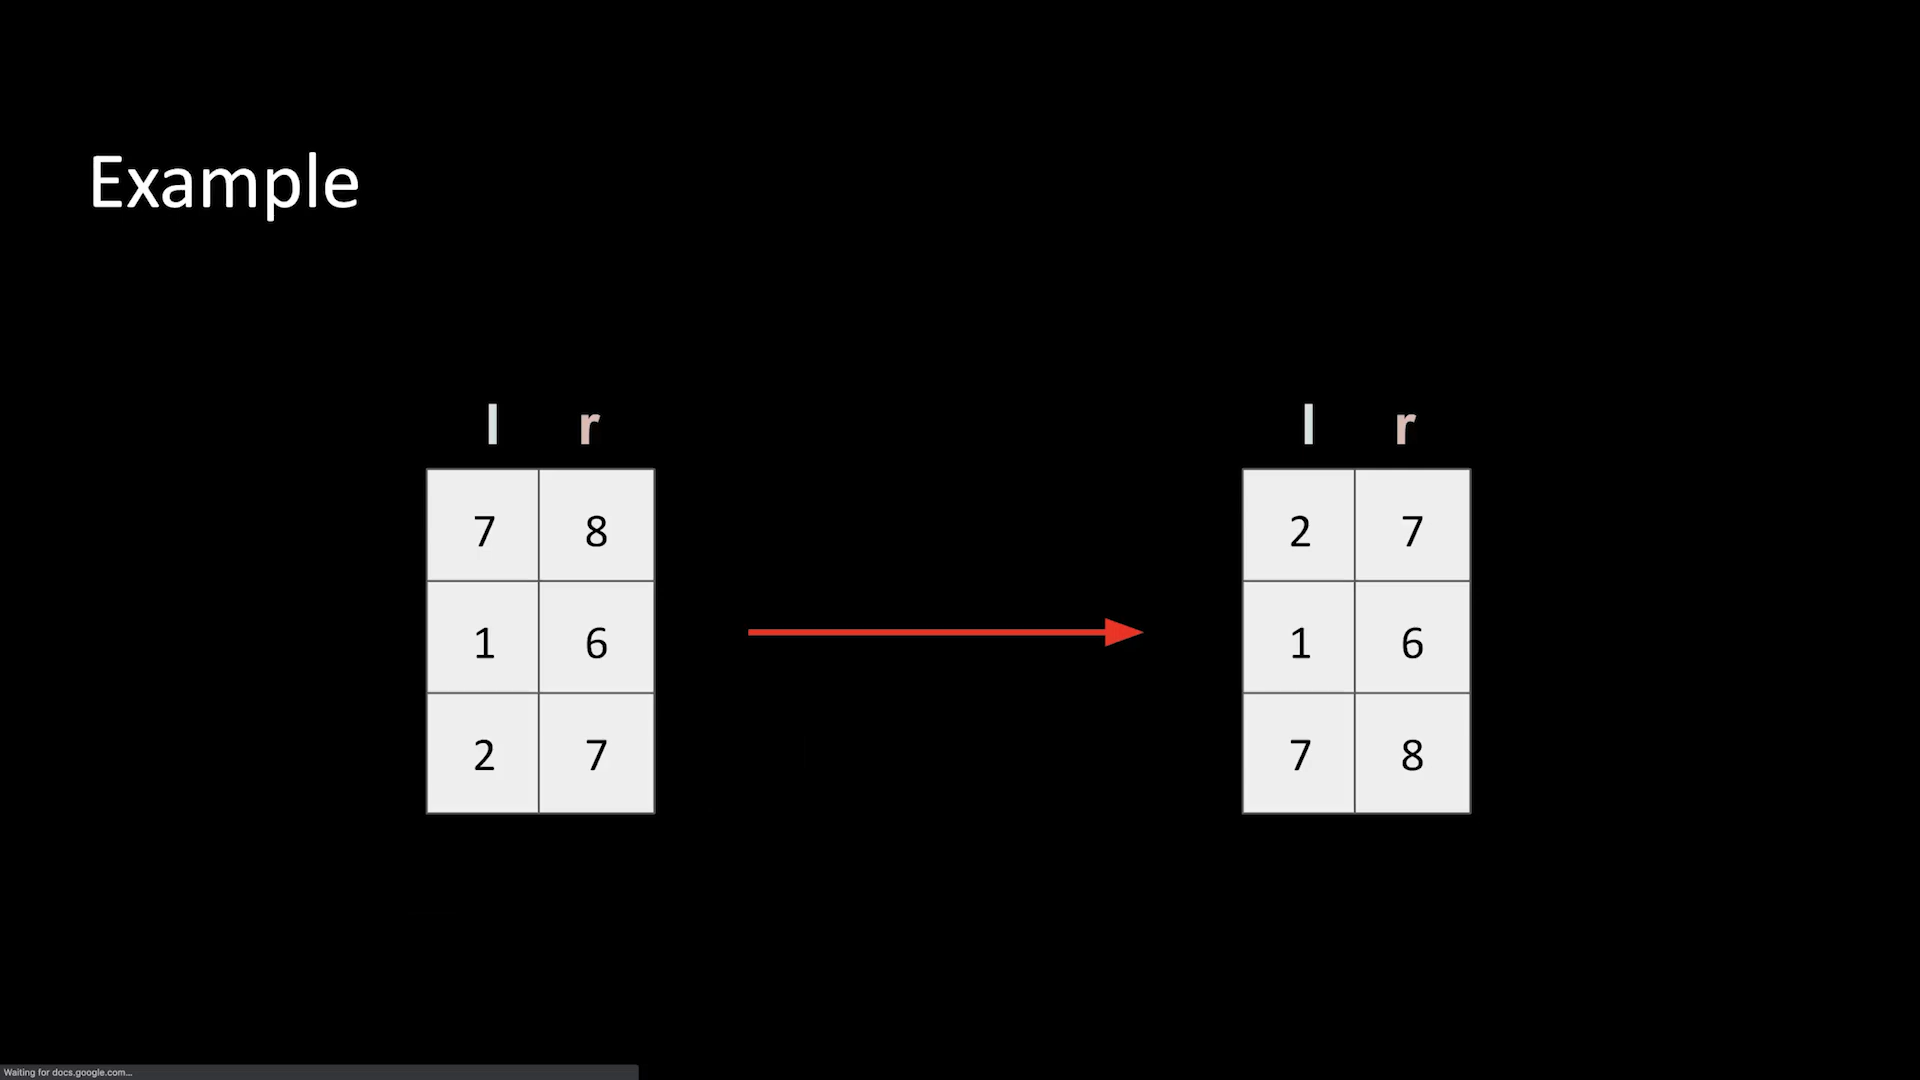 Example
l r l r
7 8 2 7
1 6 1 6
2 7 7 8
Waiting for docs.google.com...